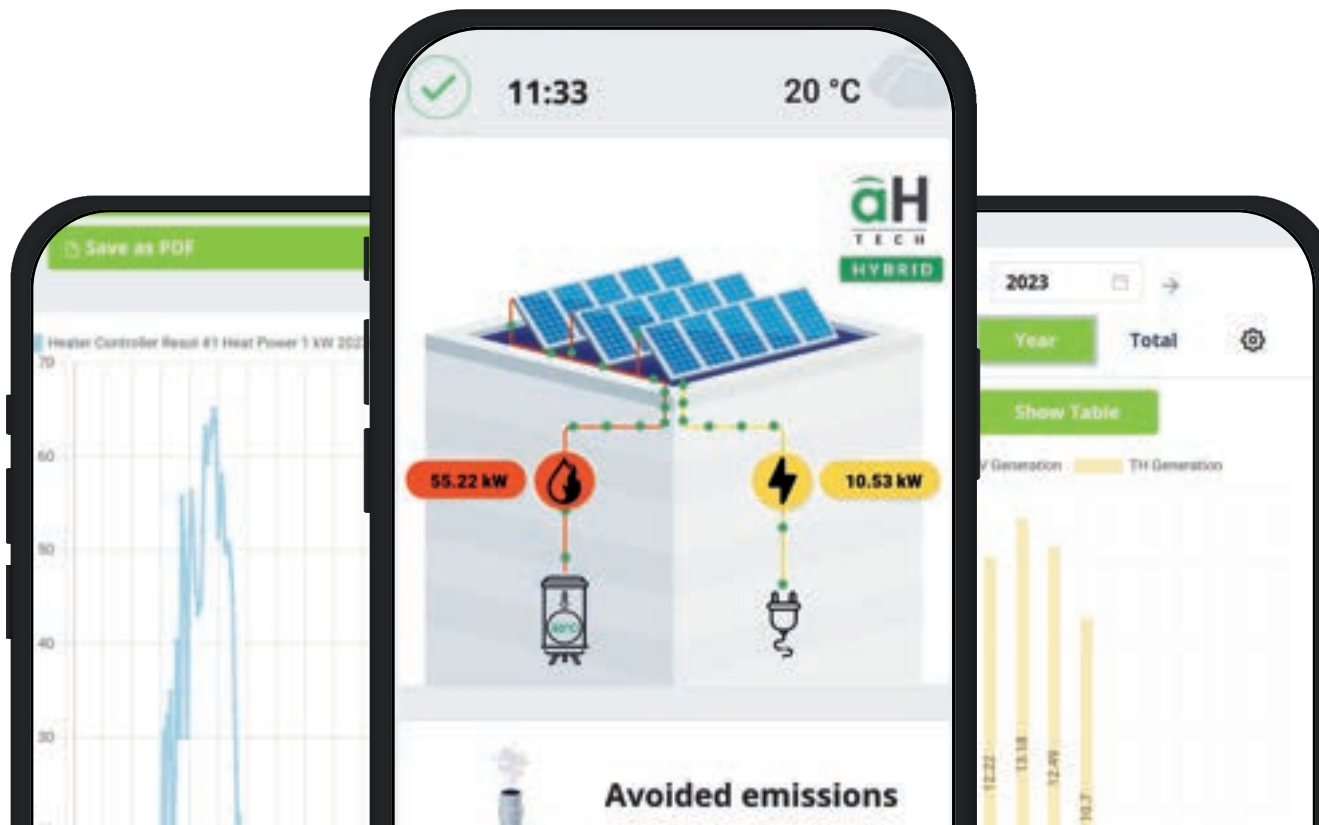 11:33
20 °C
aH
TECH
HYBRID
55.22 kW
10.53 kW
Avoided emissions
Save as PDF
Heater Controller Resol #1 Heat Power 1 kW 202
70
60
50
40
30
2023
Year
Total
Show Table
V Generation
TH Generation
12.22
13.18
12.49
10.7